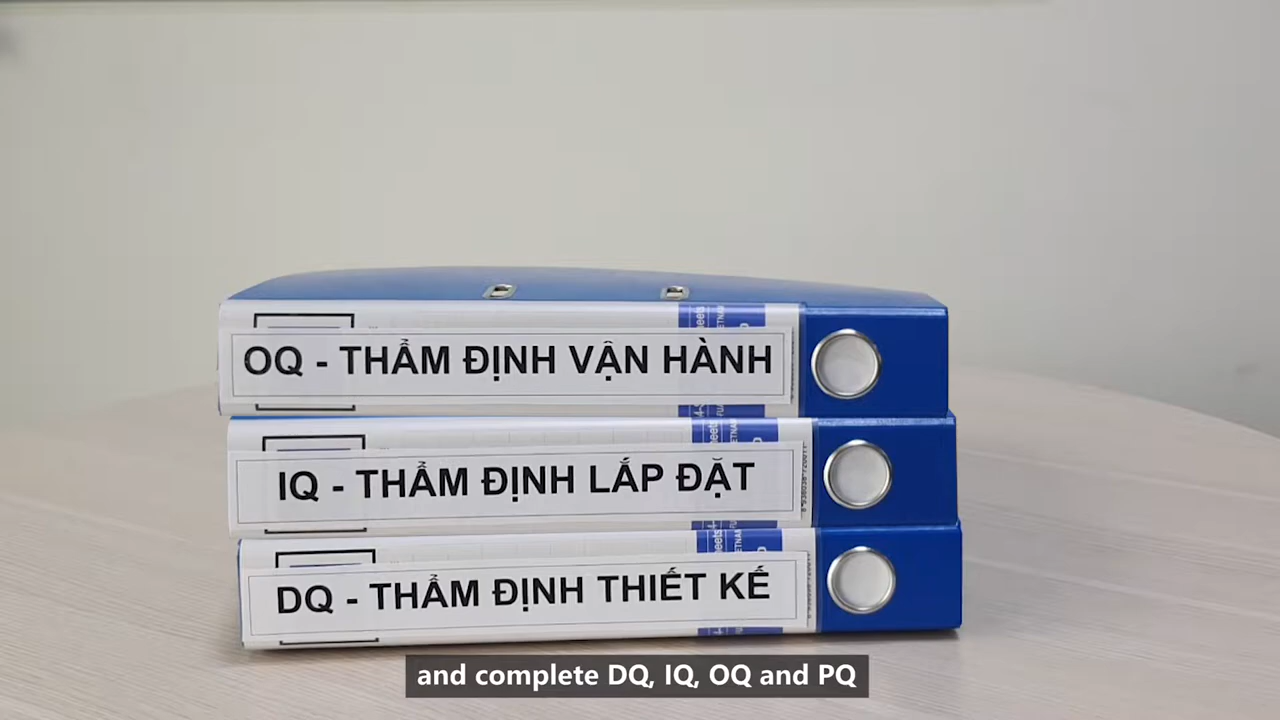 OQ - THẨM ĐỊNH VẬN HÀNH
IQ - THẨM ĐỊNH LẮP ĐẶT
DQ - THẨM ĐỊNH THIẾT KẾ
and complete DQ, IQ, OQ and PQ